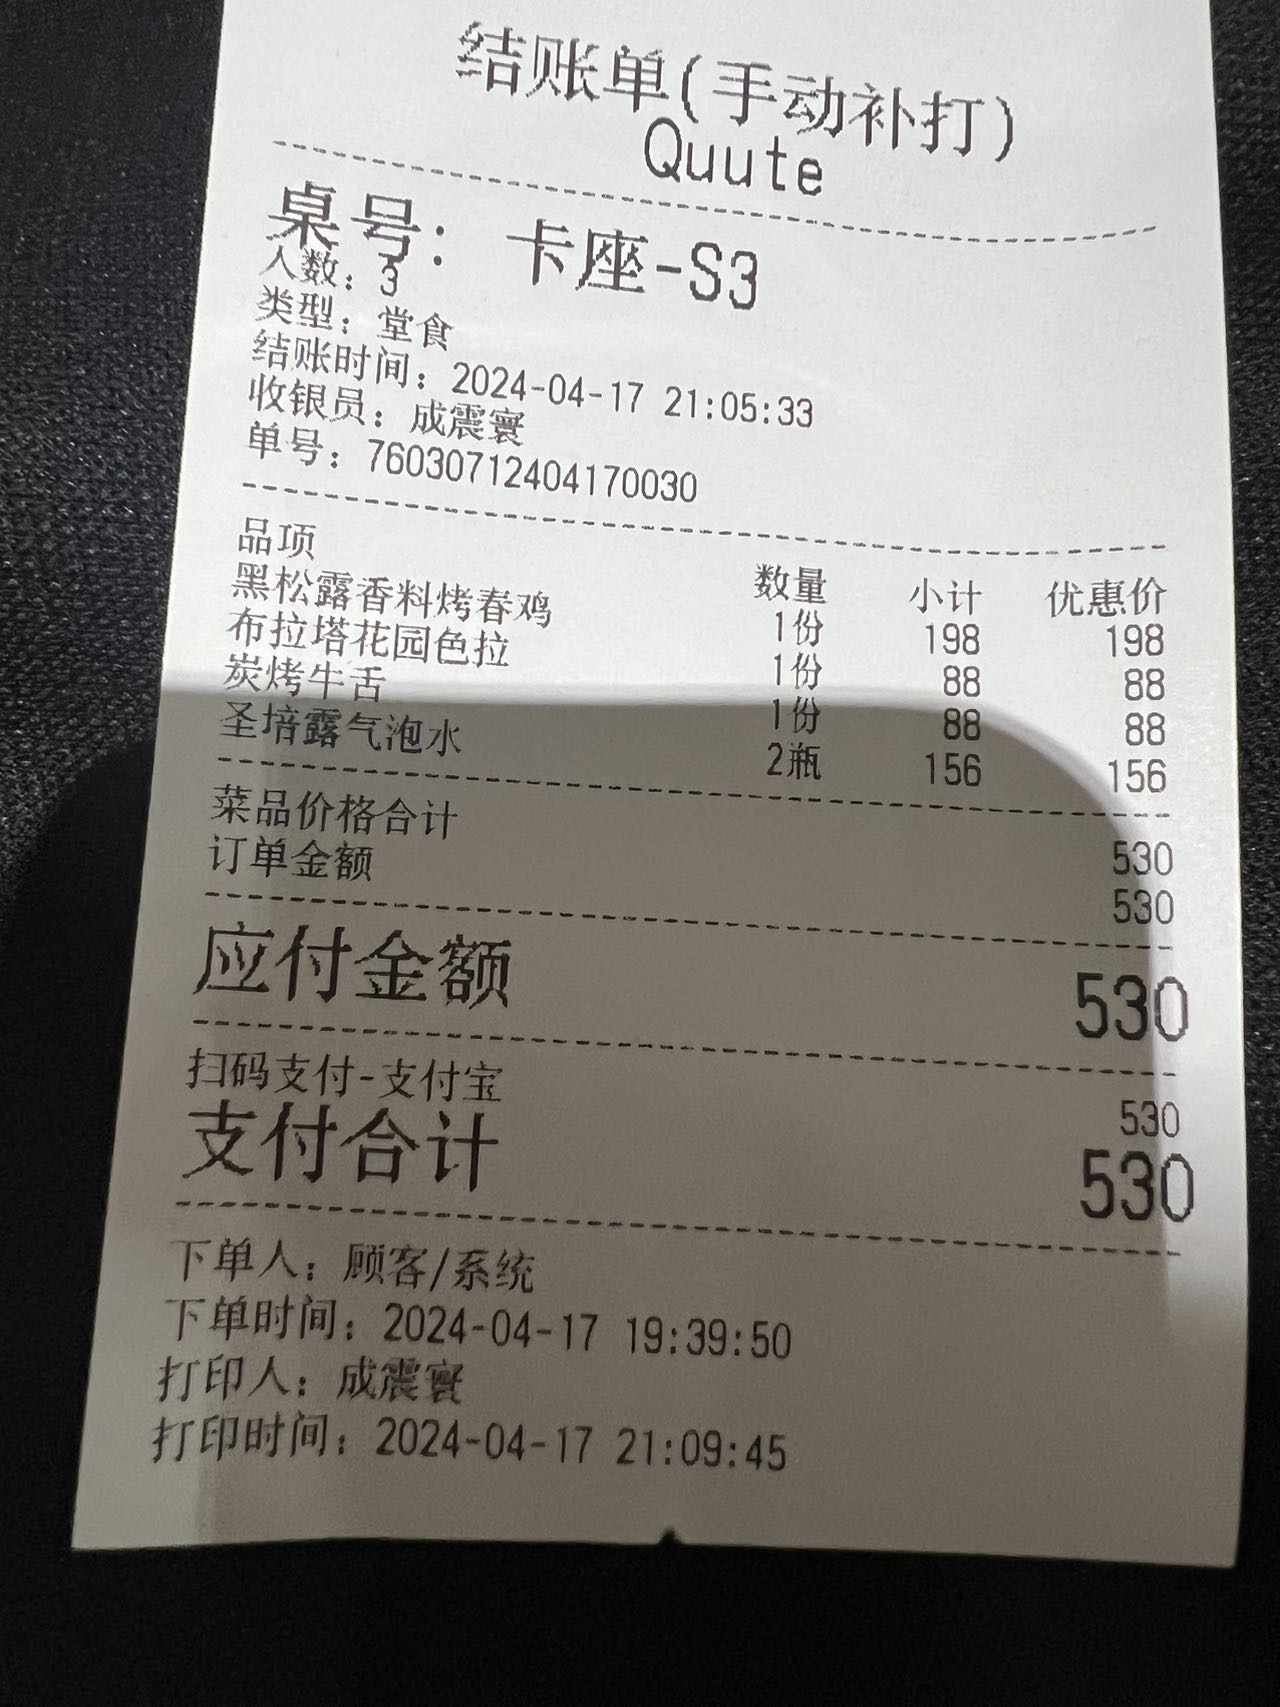 结账单(手动补打)
Quute
桌号： 卡座-S3
人数：3
类型：堂食
结账时间：2024-04-17 21:05:33
收银员：成震寰
单号：76030712404170030
品项 数量 小计 优惠价
黑松露香料烤春鸡 1份 198 198
布拉塔花园色拉 1份 88 88
炭烤牛舌 1份 88 88
圣培露气泡水 2瓶 156 156
菜品价格合计 530
订单金额 530
应付金额 530
扫码支付-支付宝 530
支付合计 530
下单人：顾客/系统
下单时间：2024-04-17 19:39:50
打印人：成震寰
打印时间：2024-04-17 21:09:45